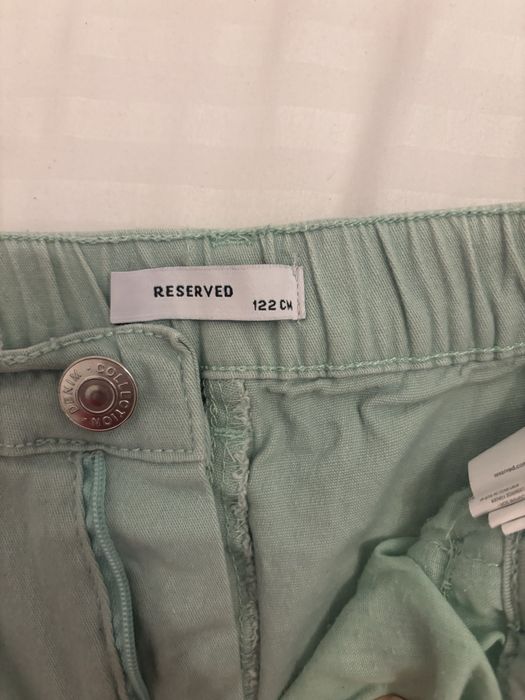 RESERVED
122 CM
DENIM - COLLECTION -